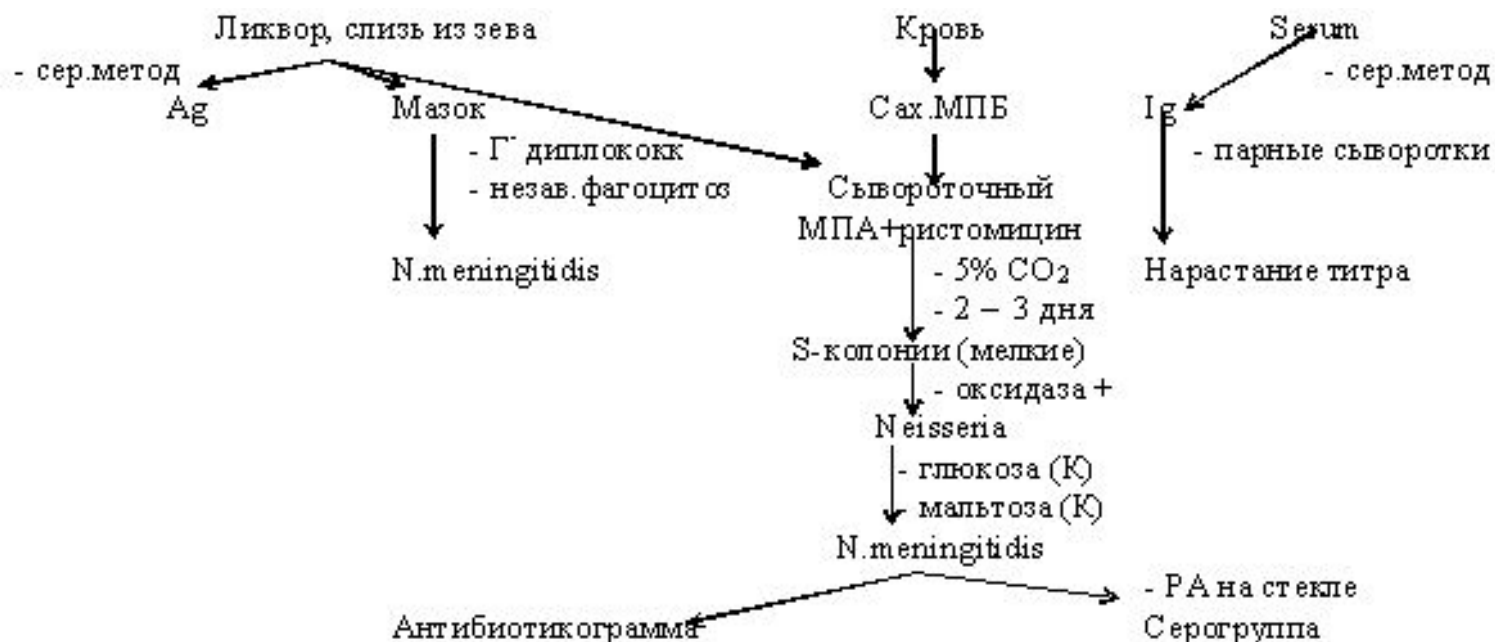 Ликвор, слизь из зева Кровь Serum
- сер.метод - сер.метод
Ag Мазок Сах.МПБ Ig
- Г⁻ диплококк - парные сыворотки
- незав.фагоцитоз Сывороточный
МПА+ристомицин
N.meningitidis - 5% CO₂ Нарастание титра
- 2 – 3 дня
S-колонии (мелкие)
- оксидаза +
Neisseria
- глюкоза (К)
мальтоза (К)
N.meningitidis
- РА на стекле
Антибиотикограмма Серогруппа